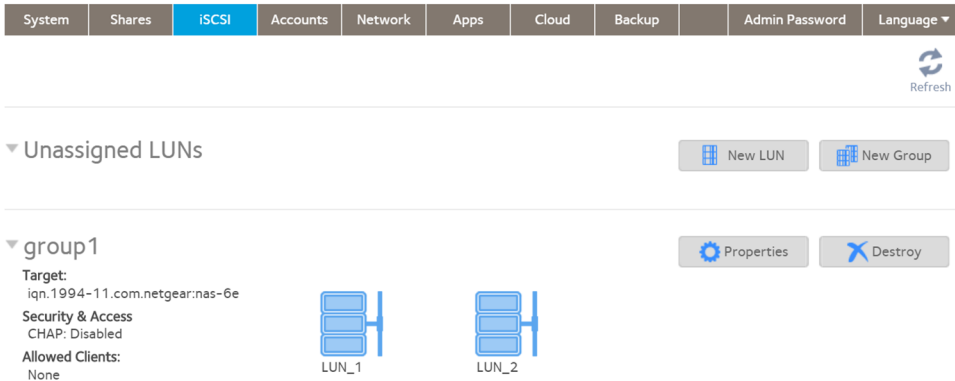 System Shares iSCSI Accounts Network Apps Cloud Backup Admin Password Language
Refresh
Unassigned LUNs
New LUN New Group
group1
Properties Destroy
Target:
iqn.1994-11.com.netgear:nas-6e
Security & Access
CHAP: Disabled
Allowed Clients:
None
LUN_1 LUN_2